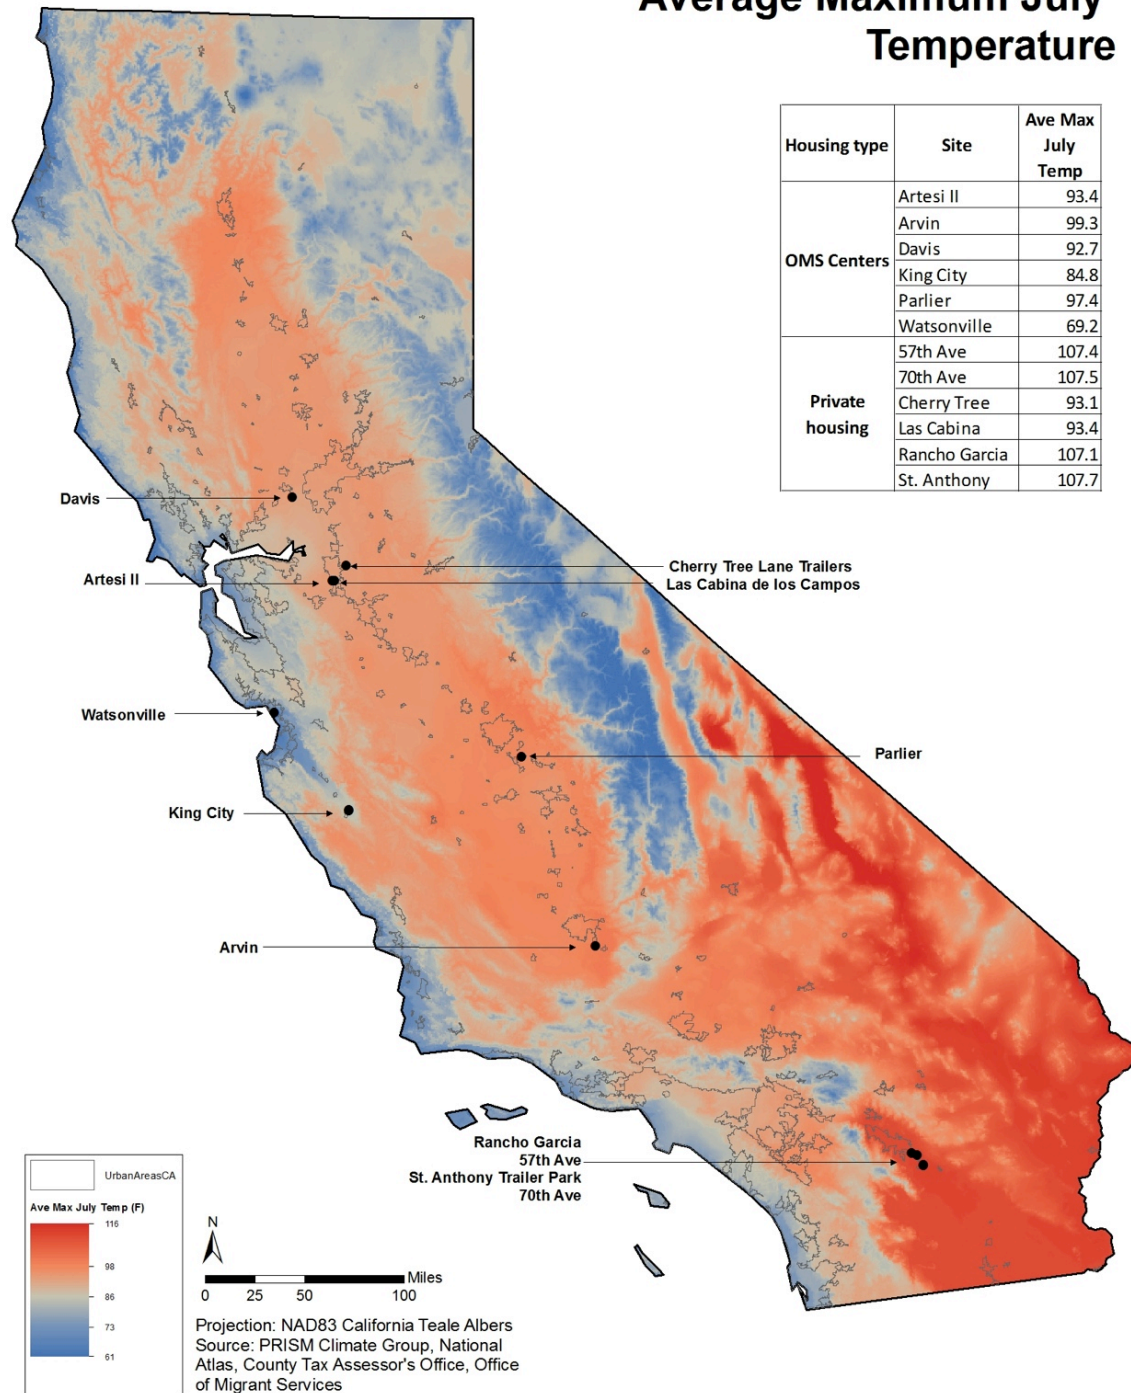 Average Maximum July
Temperature
Housing type Site Ave Max
July
Temp
OMS Centers
Artesi II 93.4
Arvin 99.3
Davis 92.7
King City 84.8
Parlier 97.4
Watsonville 69.2
Private
housing
57th Ave 107.4
70th Ave 107.5
Cherry Tree 93.1
Las Cabina 93.4
Rancho Garcia 107.1
St. Anthony 107.7
Davis
Cherry Tree Lane Trailers
Artesi II
Las Cabina de los Campos
Watsonville
Parlier
King City
Arvin
Rancho Garcia
57th Ave
St. Anthony Trailer Park
70th Ave
UrbanAreasCA
Ave Max July Temp (F)
116
98
86
73
61
N
Miles
0 25 50 100
Projection: NAD83 California Teale Albers
Source: PRISM Climate Group, National
Atlas, County Tax Assessor's Office, Office
of Migrant Services